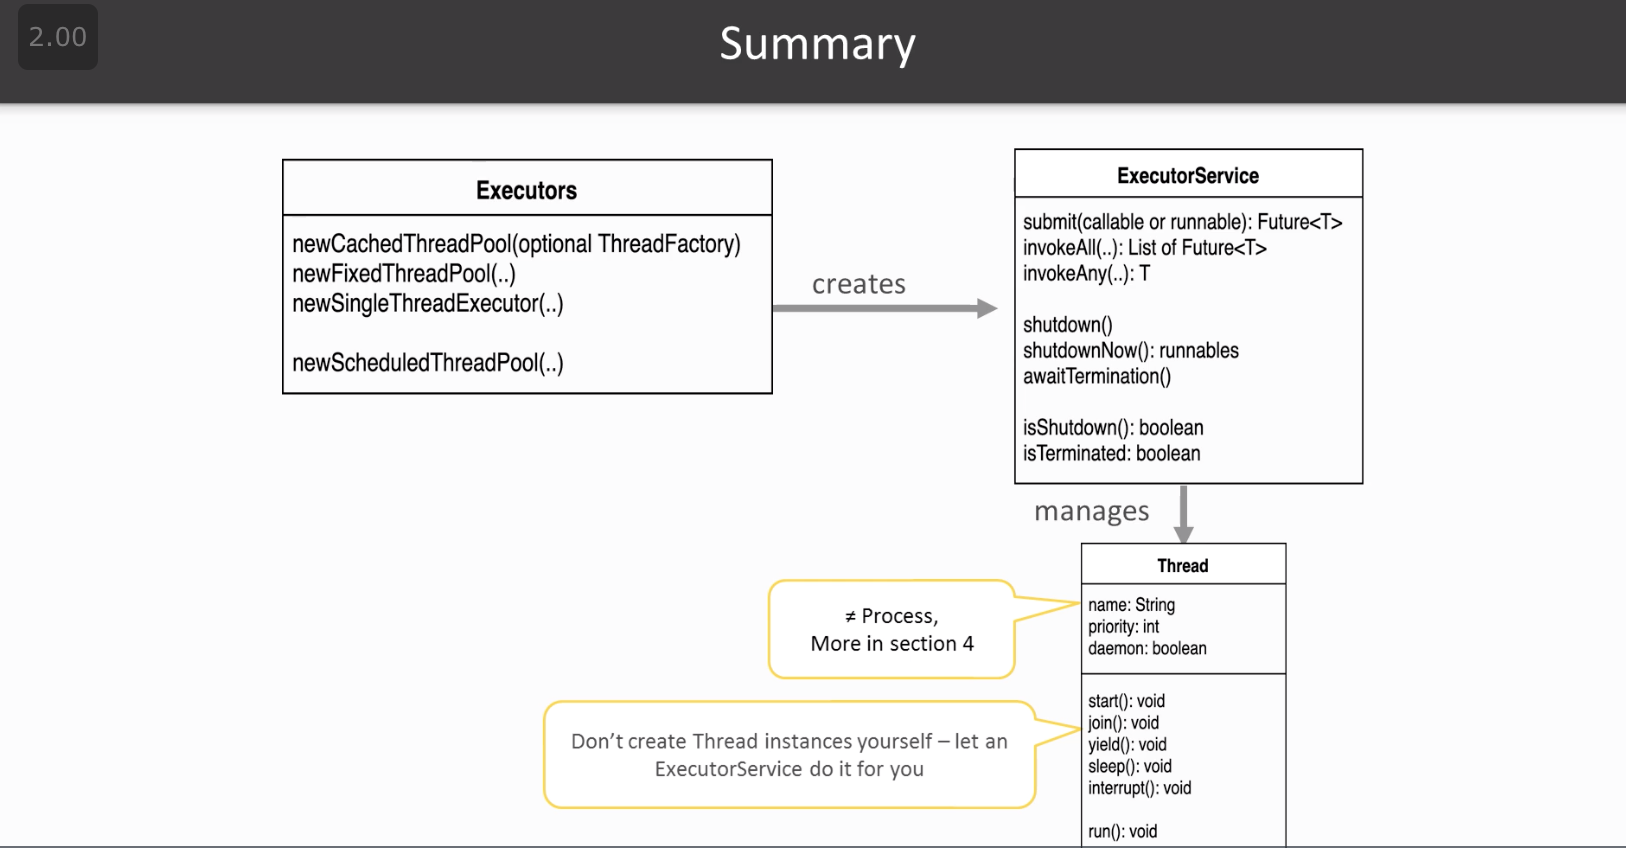 2.00
Summary
Executors
newCachedThreadPool(optional ThreadFactory)
newFixedThreadPool(..)
newSingleThreadExecutor(..)
newScheduledThreadPool(..)
creates
ExecutorService
submit(callable or runnable): Future<T>
invokeAll(..): List of Future<T>
invokeAny(..): T
shutdown()
shutdownNow(): runnables
awaitTermination()
isShutdown(): boolean
isTerminated: boolean
manages
Thread
name: String
priority: int
daemon: boolean
start(): void
join(): void
yield(): void
sleep(): void
interrupt(): void
run(): void
≠ Process,
More in section 4
Don’t create Thread instances yourself – let an
ExecutorService do it for you